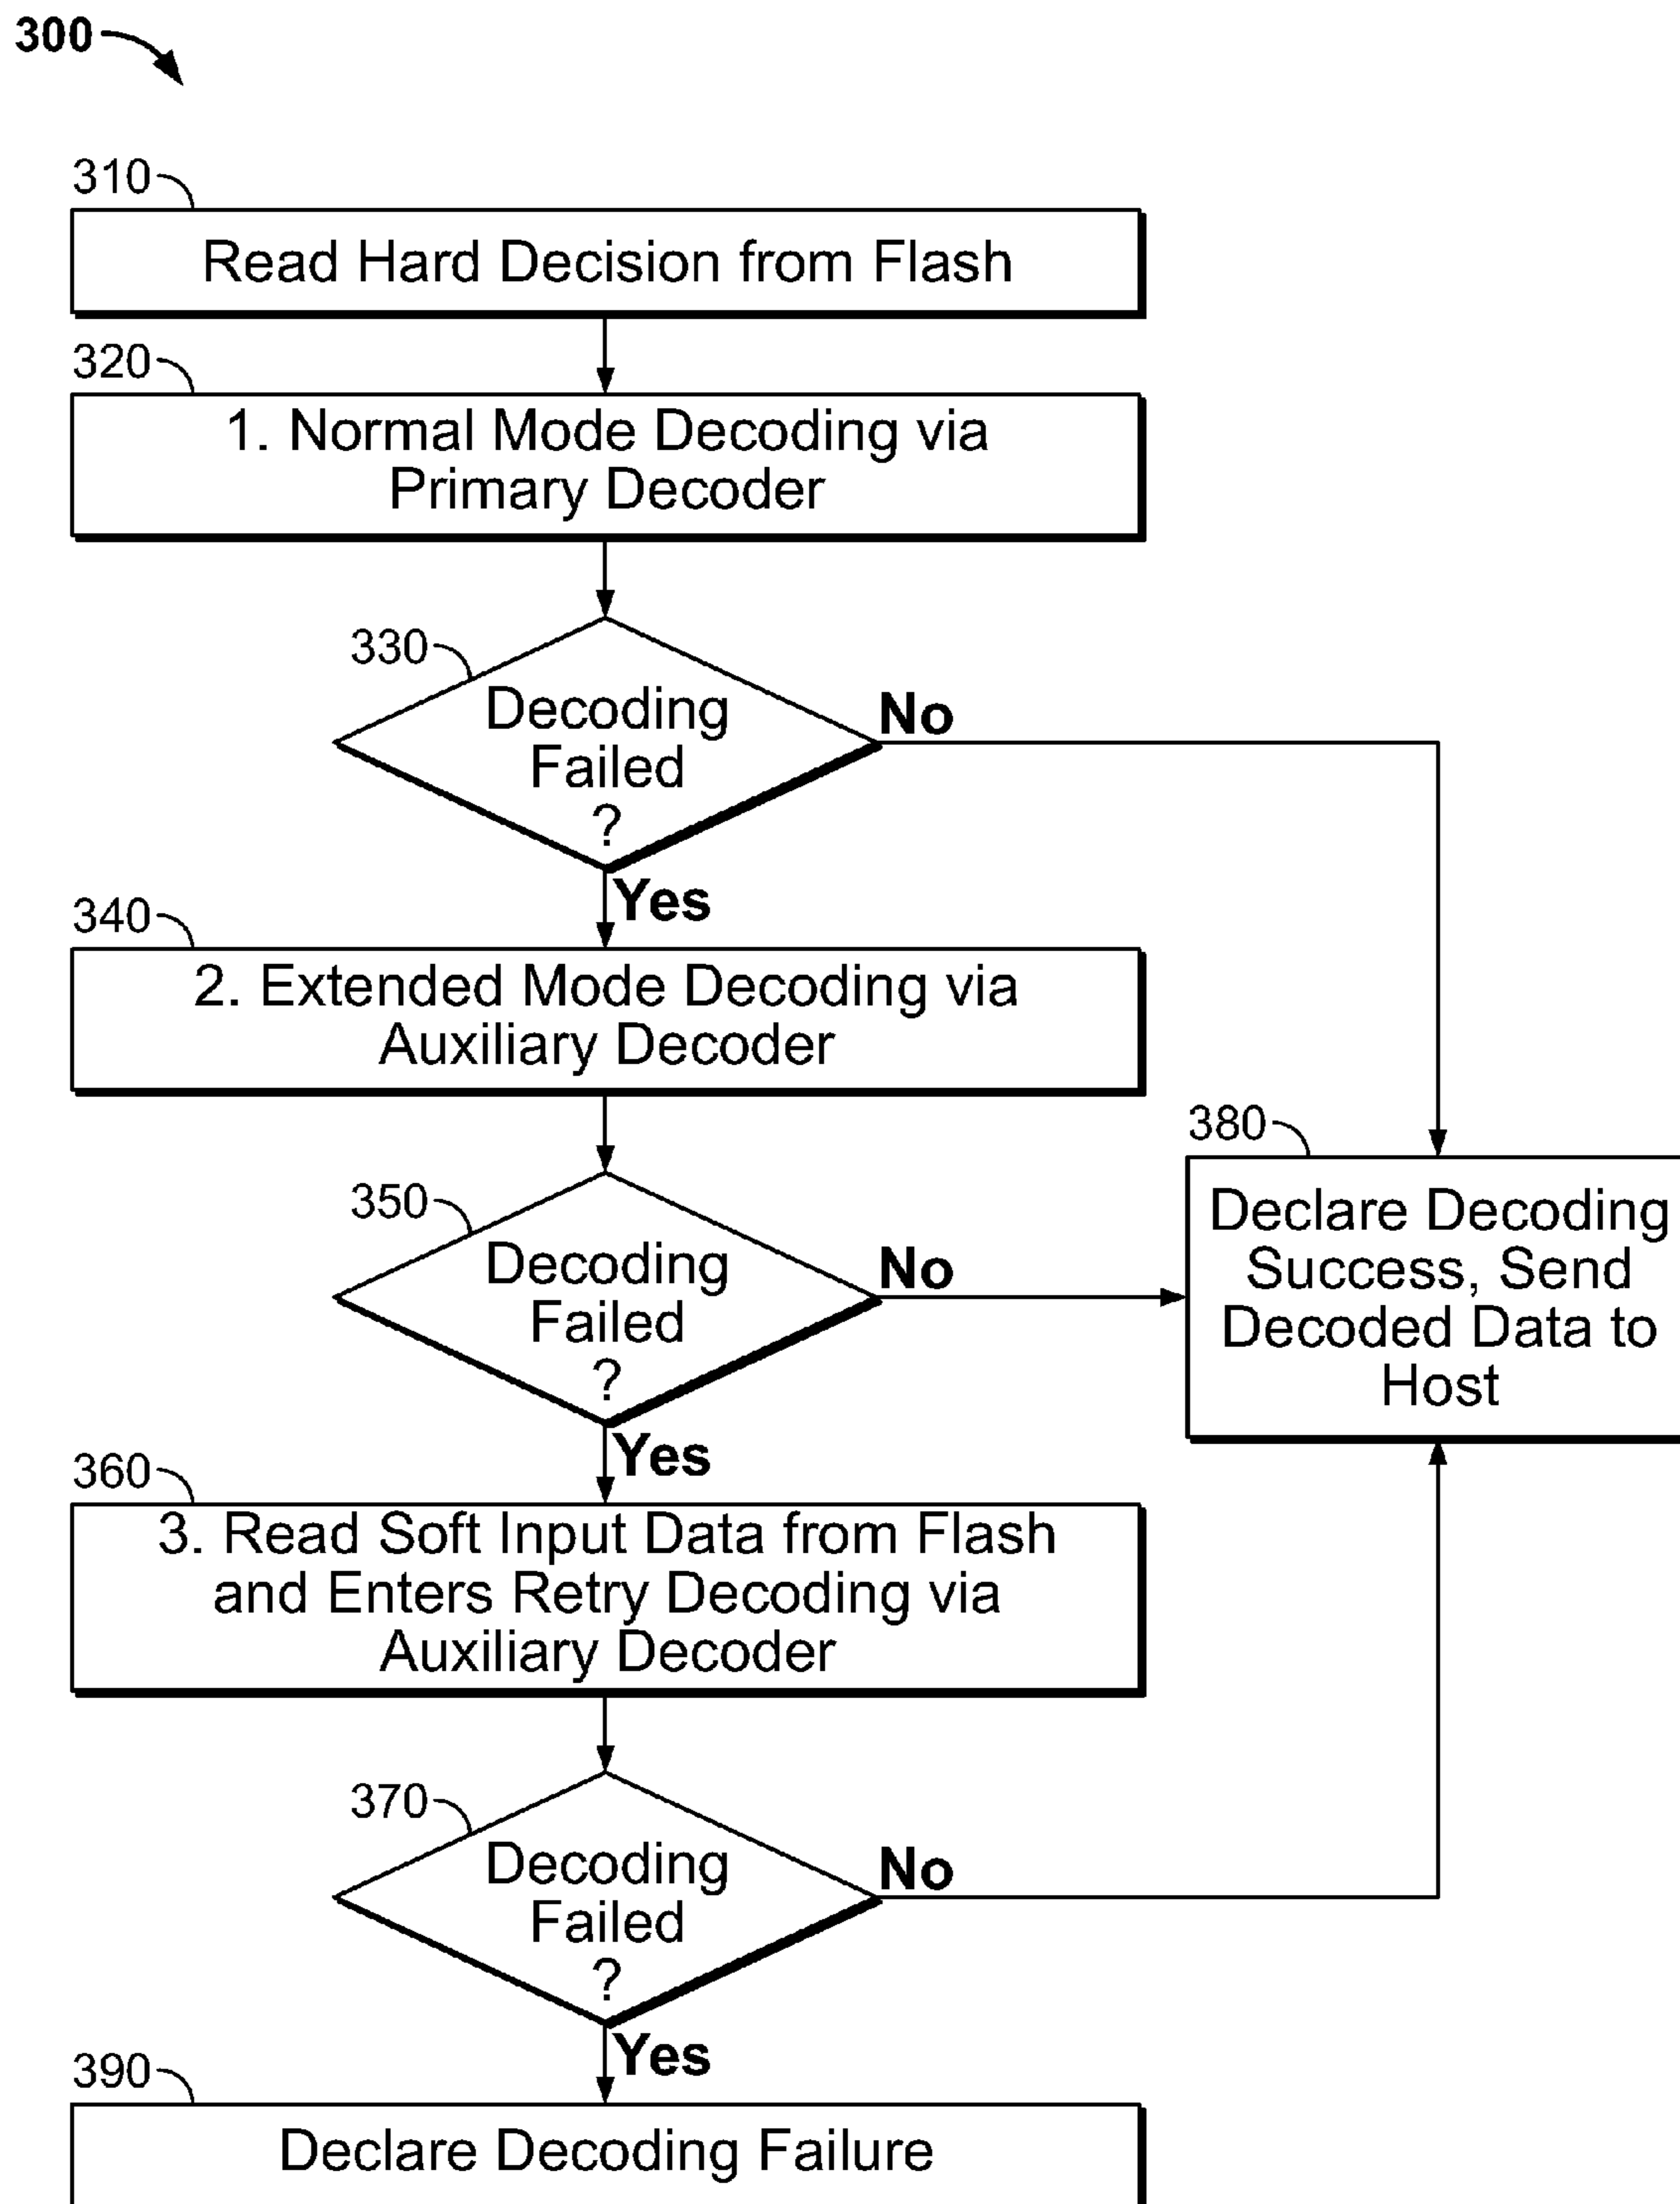 300
310
Read Hard Decision from Flash
320
1. Normal Mode Decoding via
Primary Decoder
330
Decoding
Failed
?
No
Yes
340
2. Extended Mode Decoding via
Auxiliary Decoder
350
Decoding
Failed
?
No
Yes
380
Declare Decoding
Success, Send
Decoded Data to
Host
360
3. Read Soft Input Data from Flash
and Enters Retry Decoding via
Auxiliary Decoder
370
Decoding
Failed
?
No
Yes
390
Declare Decoding Failure